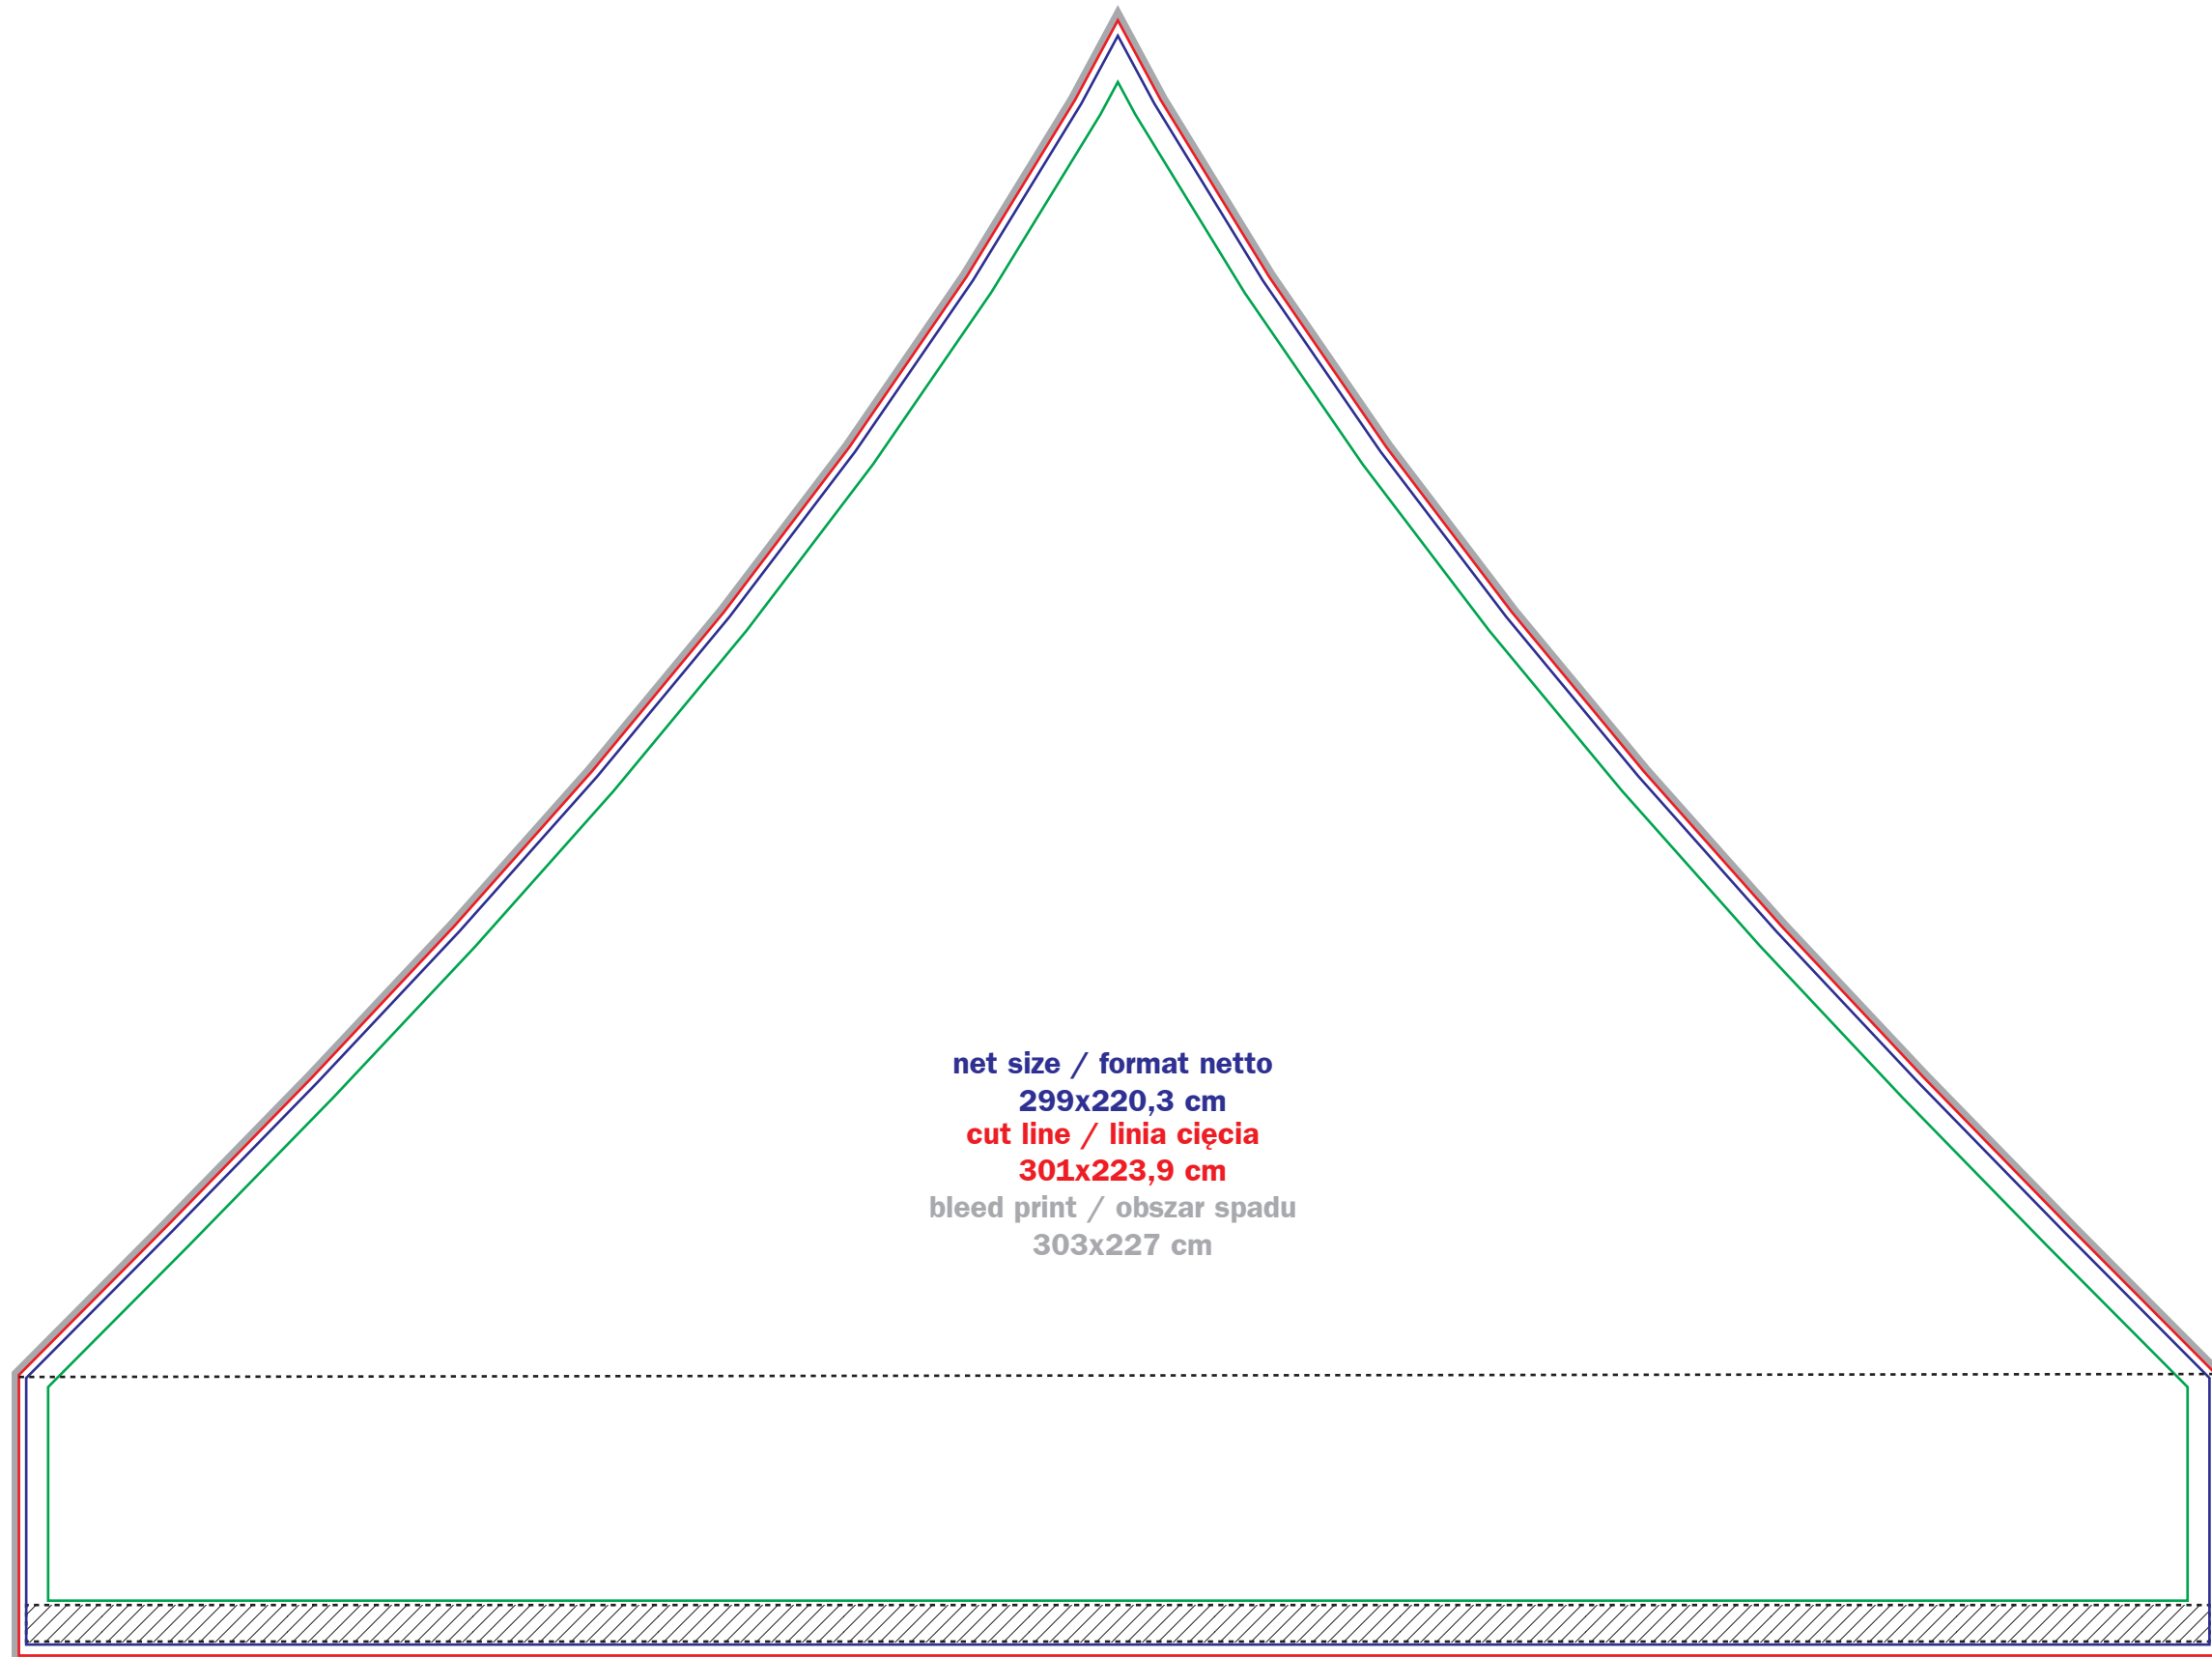 net size / format netto
299x220,3 cm
cut line / linia cięcia
301x223,9 cm
bleed print / obszar spadu
303x227 cm